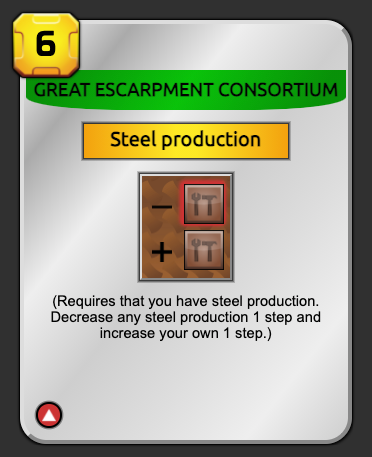 6
GREAT ESCARPMENT CONSORTIUM
Steel production
−
+
(Requires that you have steel production.
Decrease any steel production 1 step and
increase your own 1 step.)